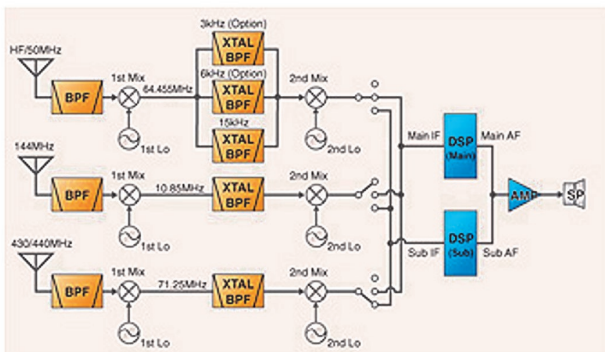 3kHz (Option)
HF/50MHz
XTAL
BPF
1st Mix
6kHz (Option)
2nd Mix
BPF
64.455MHz
XTAL
BPF
15kHz
1st Lo
XTAL
BPF
2nd Lo
144MHz
1st Mix
2nd Mix
Main IF
DSP
(Main)
Main AF
BPF
10.85MHz
XTAL
BPF
AMP
SP
1st Lo
2nd Lo
430/440MHz
DSP
(Sub)
Sub IF
Sub AF
1st Mix
2nd Mix
BPF
71.25MHz
XTAL
BPF
1st Lo
2nd Lo